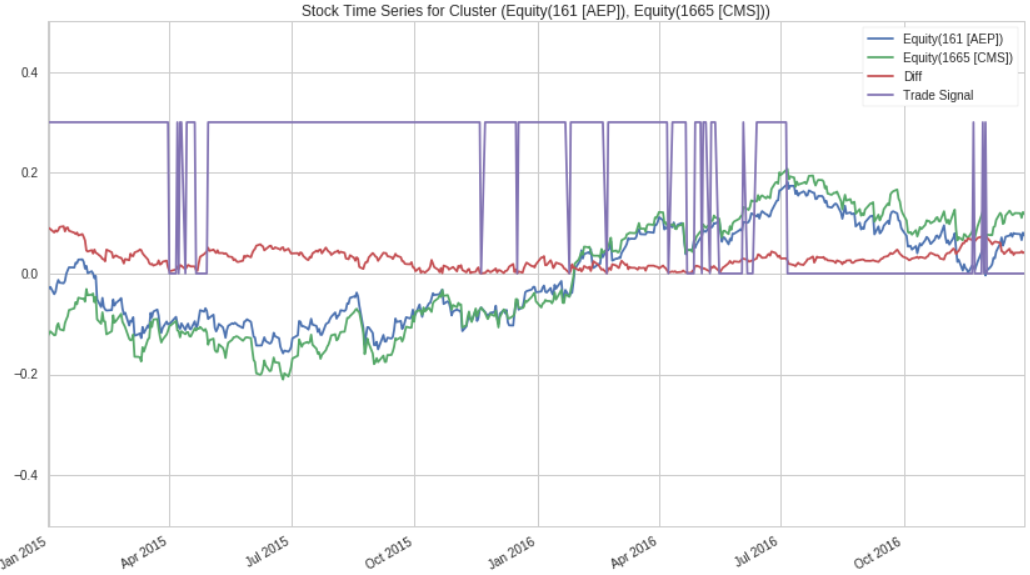 Stock Time Series for Cluster (Equity(161 [AEP]), Equity(1665 [CMS]))
Equity(161 [AEP])
Equity(1665 [CMS])
Diff
Trade Signal
0.4
0.2
0.0
−0.2
−0.4
Jan 2015
Apr 2015
Jul 2015
Oct 2015
Jan 2016
Apr 2016
Jul 2016
Oct 2016